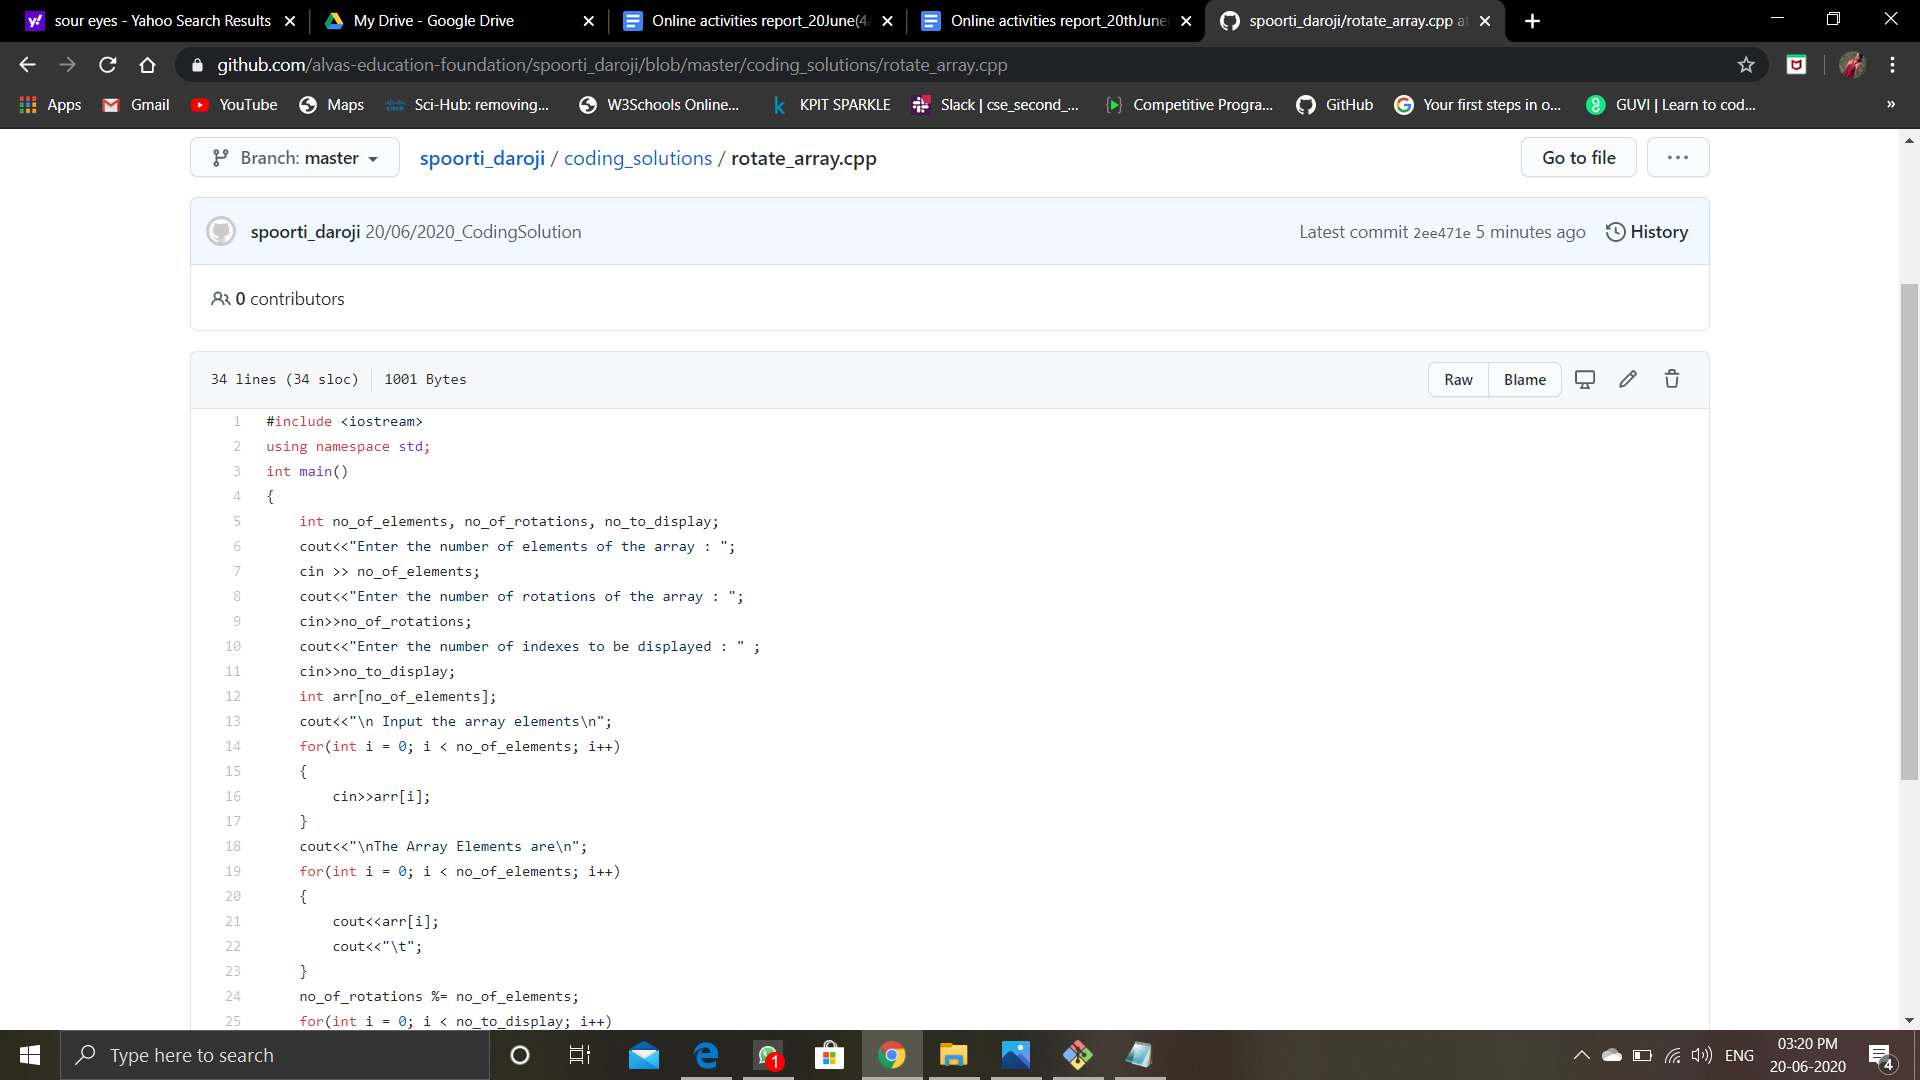 sour eyes - Yahoo Search Results
My Drive - Google Drive
Online activities report_20June(4
Online activities report_20thJune
spoorti_daroji/rotate_array.cpp at
github.com/alvas-education-foundation/spoorti_daroji/blob/master/coding_solutions/rotate_array.cpp
Apps
Gmail
YouTube
Maps
Sci-Hub: removing...
W3Schools Online...
KPIT SPARKLE
Slack | cse_second_...
Competitive Progra...
GitHub
Your first steps in o...
GUVI | Learn to cod...
»
Branch: master
spoorti_daroji / coding_solutions / rotate_array.cpp
Go to file
...
spoorti_daroji 20/06/2020_CodingSolution
Latest commit 2ee471e 5 minutes ago
History
0 contributors
34 lines (34 sloc)
1001 Bytes
Raw
Blame
1 #include <iostream>
2 using namespace std;
3 int main()
4 {
5 int no_of_elements, no_of_rotations, no_to_display;
6 cout<<"Enter the number of elements of the array : ";
7 cin >> no_of_elements;
8 cout<<"Enter the number of rotations of the array : ";
9 cin>>no_of_rotations;
10 cout<<"Enter the number of indexes to be displayed : " ;
11 cin>>no_to_display;
12 int arr[no_of_elements];
13 cout<<"\n Input the array elements\n";
14 for(int i = 0; i < no_of_elements; i++)
15 {
16 cin>>arr[i];
17 }
18 cout<<"\nThe Array Elements are\n";
19 for(int i = 0; i < no_of_elements; i++)
20 {
21 cout<<arr[i];
22 cout<<"\t";
23 }
24 no_of_rotations %= no_of_elements;
25 for(int i = 0; i < no_to_display; i++)
Type here to search
1
ENG
03:20 PM
20-06-2020
4